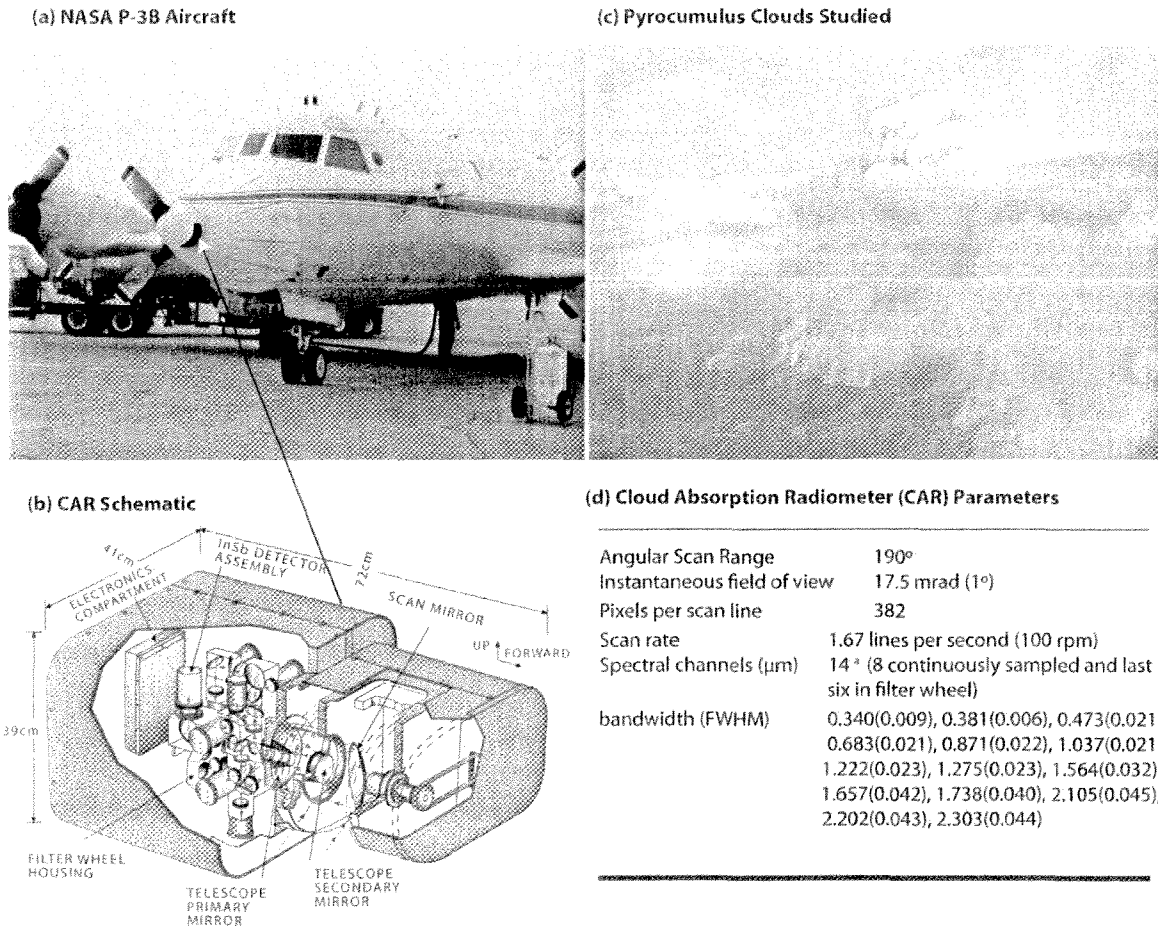 (a) NASA P-3B Aircraft
(c) Pyrocumulus Clouds Studied
(b) CAR Schematic
41cm
72cm
39cm
InSb DETECTOR
ASSEMBLY
ELECTRONICS
COMPARTMENT
SCAN MIRROR
UP
FORWARD
FILTER WHEEL
HOUSING
TELESCOPE
PRIMARY
MIRROR
TELESCOPE
SECONDARY
MIRROR
(d) Cloud Absorption Radiometer (CAR) Parameters
Angular Scan Range 190º
Instantaneous field of view 17.5 mrad (1º)
Pixels per scan line 382
Scan rate 1.67 lines per second (100 rpm)
Spectral channels (µm) 14 ª (8 continuously sampled and last
six in filter wheel)
bandwidth (FWHM) 0.340(0.009), 0.381(0.006), 0.473(0.021
0.683(0.021), 0.871(0.022), 1.037(0.021
1.222(0.023), 1.275(0.023), 1.564(0.032)
1.657(0.042), 1.738(0.040), 2.105(0.045),
2.202(0.043), 2.303(0.044)